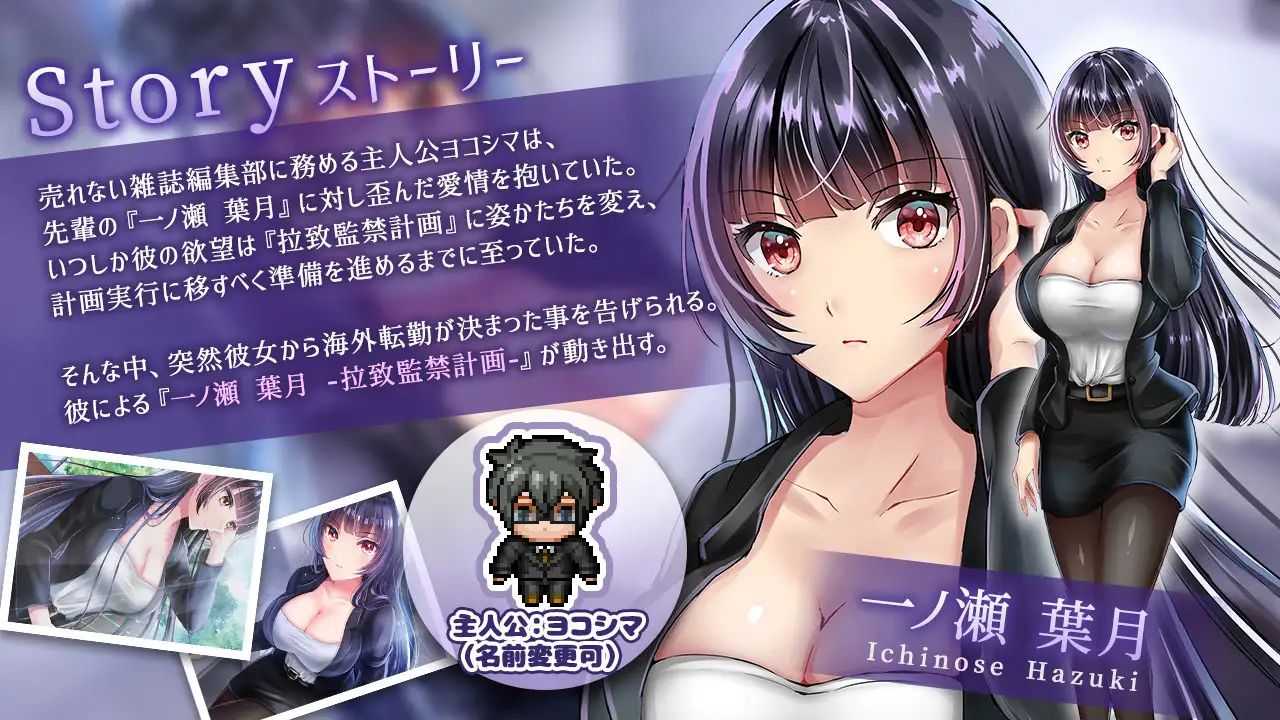 Story ストーリー
売れない雑誌編集部に務める主人公ヨコシマは、
先輩の『一ノ瀬 葉月』に対し歪んだ愛情を抱いていた。
いつしか彼の欲望は『拉致監禁計画』に姿かたちを変え、
計画実行に移すべく準備を進めるまでに至っていた。
そんな中、突然彼女から海外転勤が決まった事を告げられる。
彼による『一ノ瀬 葉月 -拉致監禁計画-』が動き出す。
主人公：ヨコシマ
（名前変更可）
一ノ瀬 葉月
Ichinose Hazuki